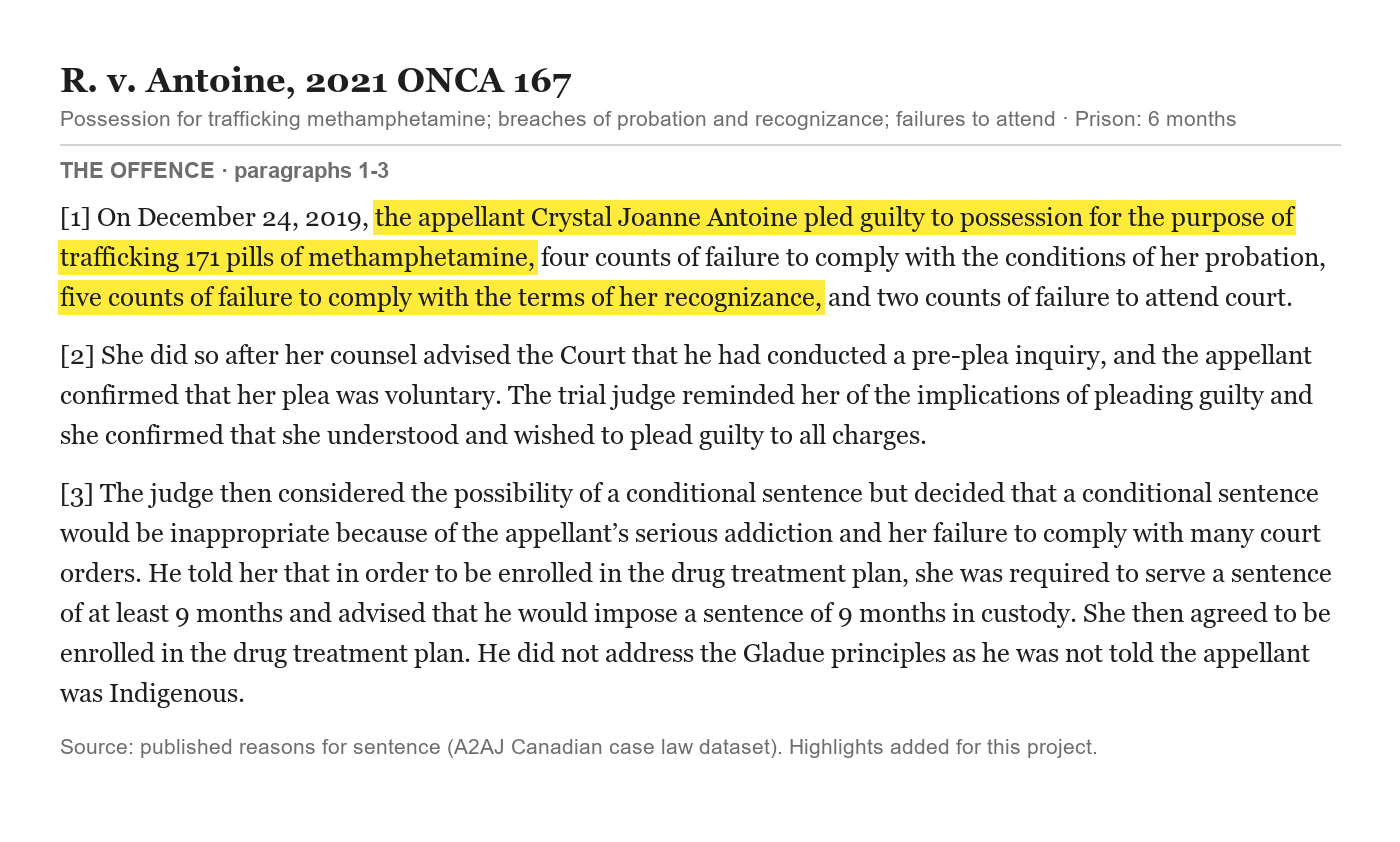 R. v. Antoine, 2021 ONCA 167
Possession for trafficking methamphetamine; breaches of probation and recognizance; failures to attend · Prison: 6 months
THE OFFENCE · paragraphs 1-3
[1] On December 24, 2019, the appellant Crystal Joanne Antoine pled guilty to possession for the purpose of
trafficking 171 pills of methamphetamine, four counts of failure to comply with the conditions of her probation,
five counts of failure to comply with the terms of her recognizance, and two counts of failure to attend court.
[2] She did so after her counsel advised the Court that he had conducted a pre-plea inquiry, and the appellant
confirmed that her plea was voluntary. The trial judge reminded her of the implications of pleading guilty and
she confirmed that she understood and wished to plead guilty to all charges.
[3] The judge then considered the possibility of a conditional sentence but decided that a conditional sentence
would be inappropriate because of the appellant’s serious addiction and her failure to comply with many court
orders. He told her that in order to be enrolled in the drug treatment plan, she was required to serve a sentence
of at least 9 months and advised that he would impose a sentence of 9 months in custody. She then agreed to be
enrolled in the drug treatment plan. He did not address the Gladue principles as he was not told the appellant
was Indigenous.
Source: published reasons for sentence (A2AJ Canadian case law dataset). Highlights added for this project.